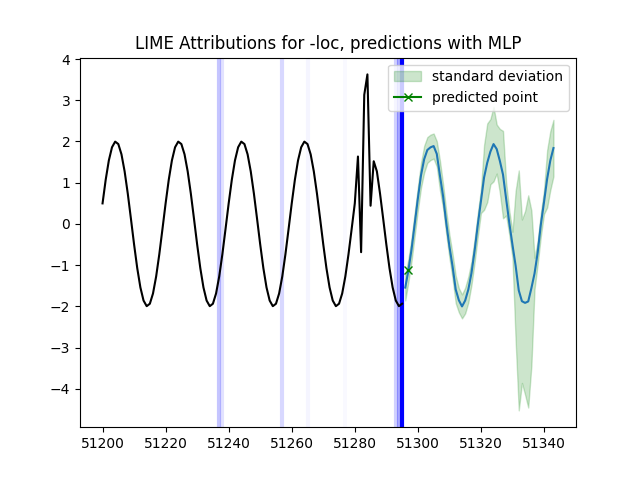 LIME Attributions for -loc, predictions with MLP
standard deviation
predicted point
4
3
2
1
0
−1
−2
−3
−4
51200 51220 51240 51260 51280 51300 51320 51340